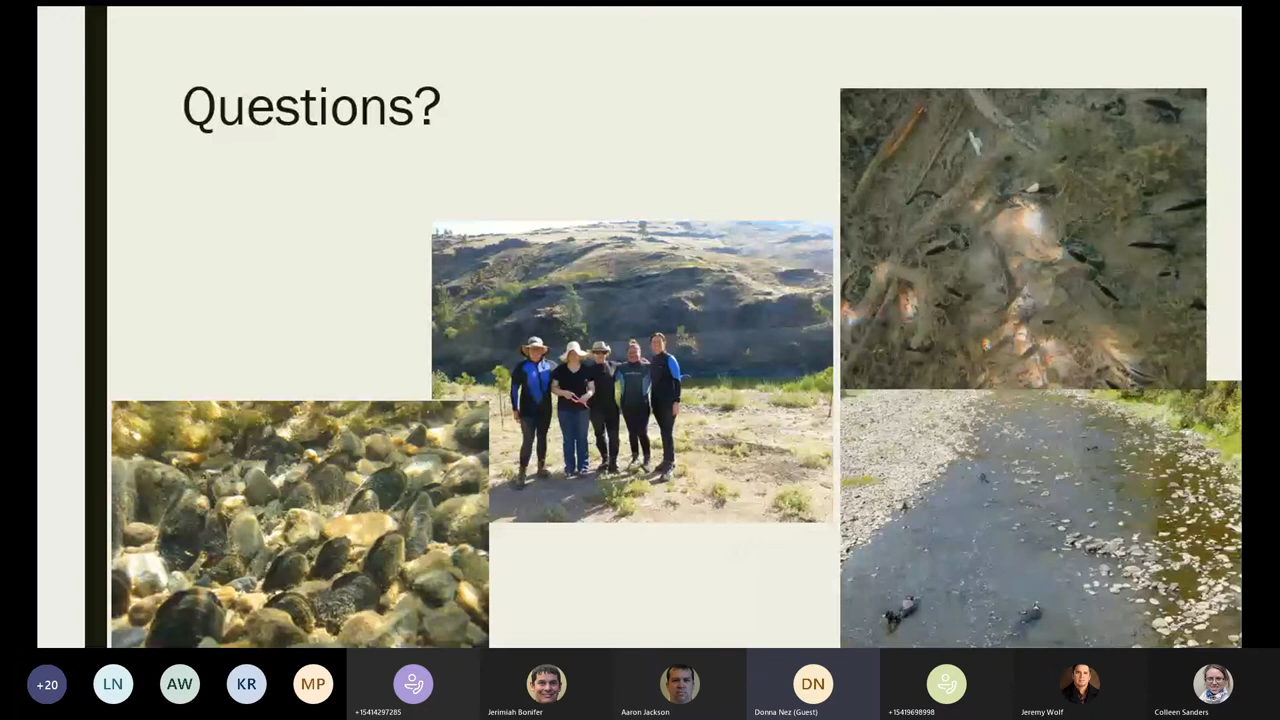 Questions?
+20
LN
AW
KR
MP
DN
+15414297285
Jerimiah Bonifer
Aaron Jackson
Donna Nez (Guest)
+15419698998
Jeremy Wolf
Colleen Sanders